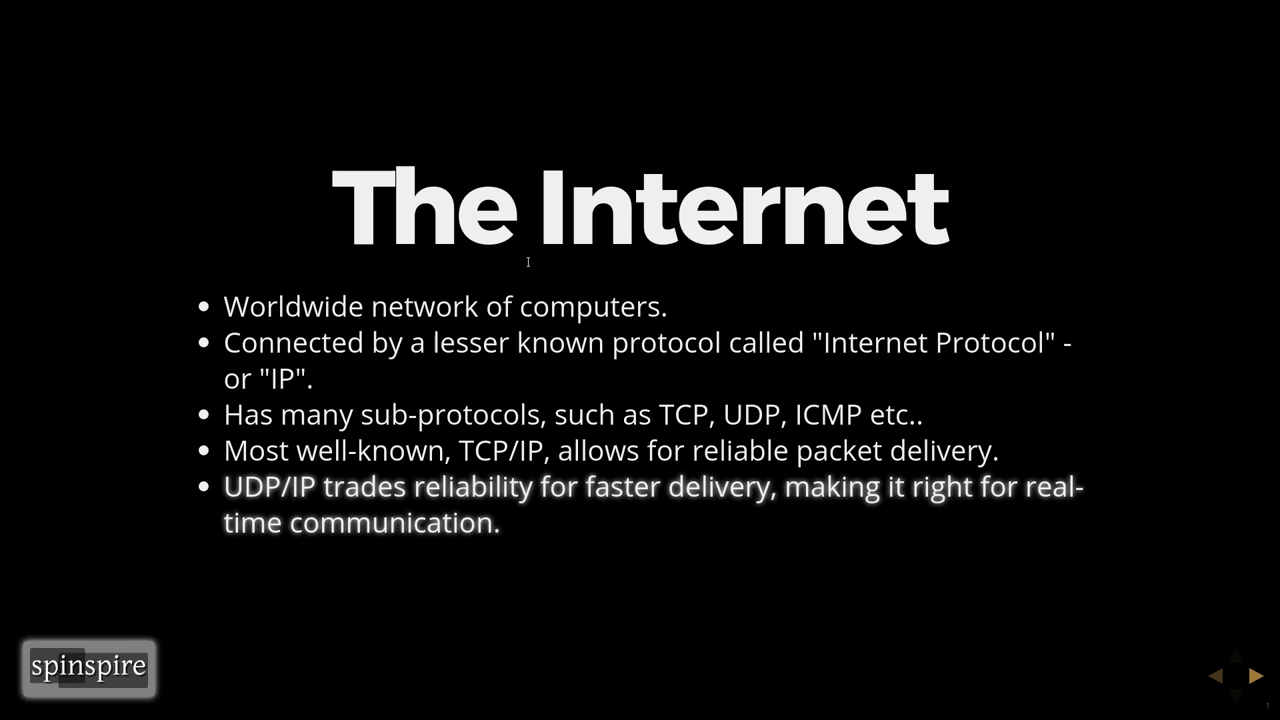 The Internet
Worldwide network of computers.
Connected by a lesser known protocol called "Internet Protocol" -
or "IP".
Has many sub-protocols, such as TCP, UDP, ICMP etc..
Most well-known, TCP/IP, allows for reliable packet delivery.
UDP/IP trades reliability for faster delivery, making it right for real-
time communication.
spinspire
1